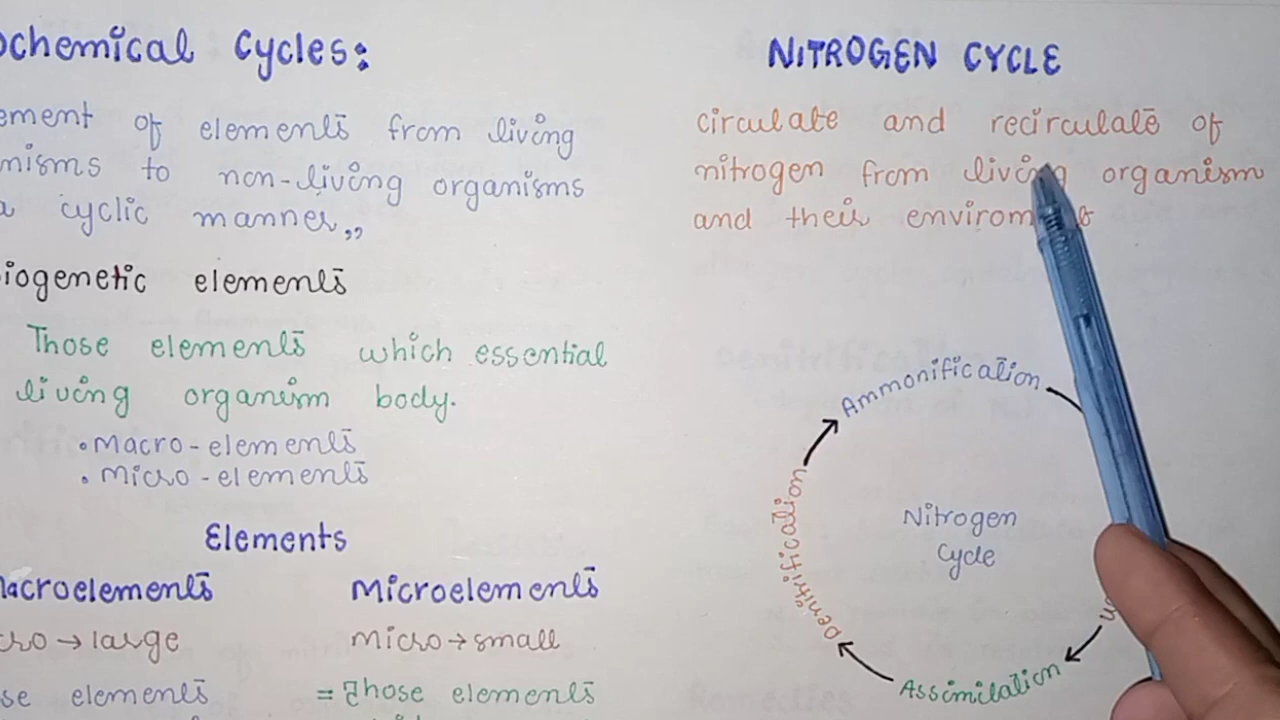 ochemical Cycles:
ement of elements from living
nisms to non-living organisms
a cyclic manner,,
iogenetic elements
Those elements which essential
living organism body.
• Macro-elements
• Micro-elements
Elements
Macroelements Microelements
cro → large Micro → small
se elements = Those elements
NITROGEN CYCLE
circulate and recirculate of
nitrogen from living organism
and their environ
Ammonification
Nitrogen
Cycle
Denitrification
Assimilation